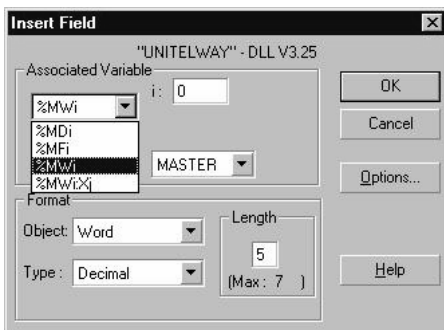 Insert Field
"UNITELWAY" - DLL V3.25
Associated Variable
%MWi
i: 0
%MDi
%MFi
%MWi
%MWi:Xj
MASTER
Format
Object: Word
Type : Decimal
Length
5
(Max : 7 )
OK
Cancel
Options...
Help